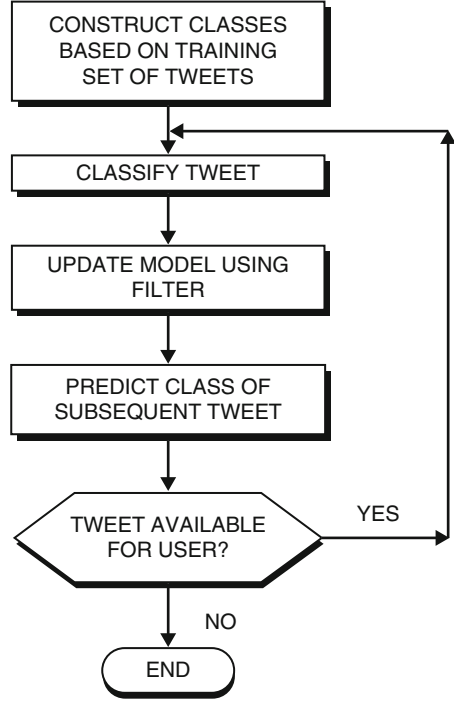 CONSTRUCT CLASSES
BASED ON TRAINING
SET OF TWEETS
CLASSIFY TWEET
UPDATE MODEL USING
FILTER
PREDICT CLASS OF
SUBSEQUENT TWEET
TWEET AVAILABLE
FOR USER?
YES
NO
END